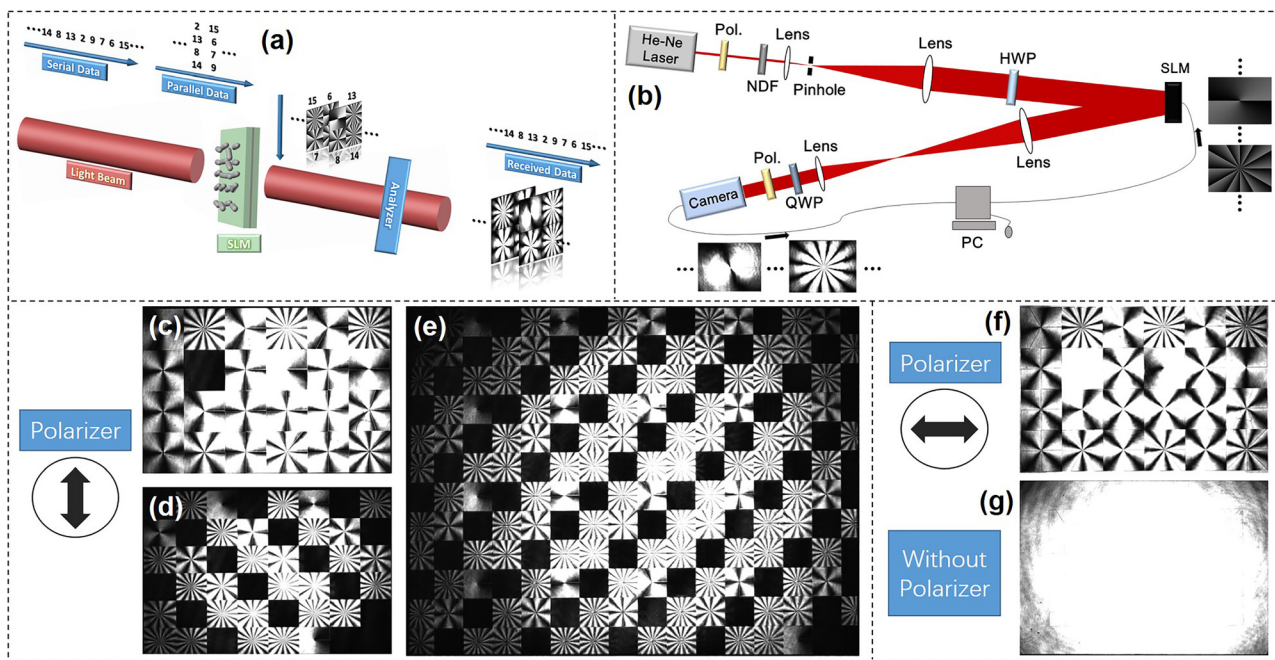 (a)
•••14 8 13 2 9 7 6 15•••
Serial Data
2 15
•••13 6•••
8 7
14 9
Parallel Data
15 6 13
7 8 14
Light Beam
SLM
Analyzer
•••14 8 13 2 9 7 6 15•••
Received Data
(b)
He-Ne
Laser
Pol.
NDF
Lens
Pinhole
Lens
HWP
SLM
Lens
Lens
QWP
Pol.
Camera
PC
(c)
Polarizer
(d)
(e)
(f)
Polarizer
(g)
Without
Polarizer